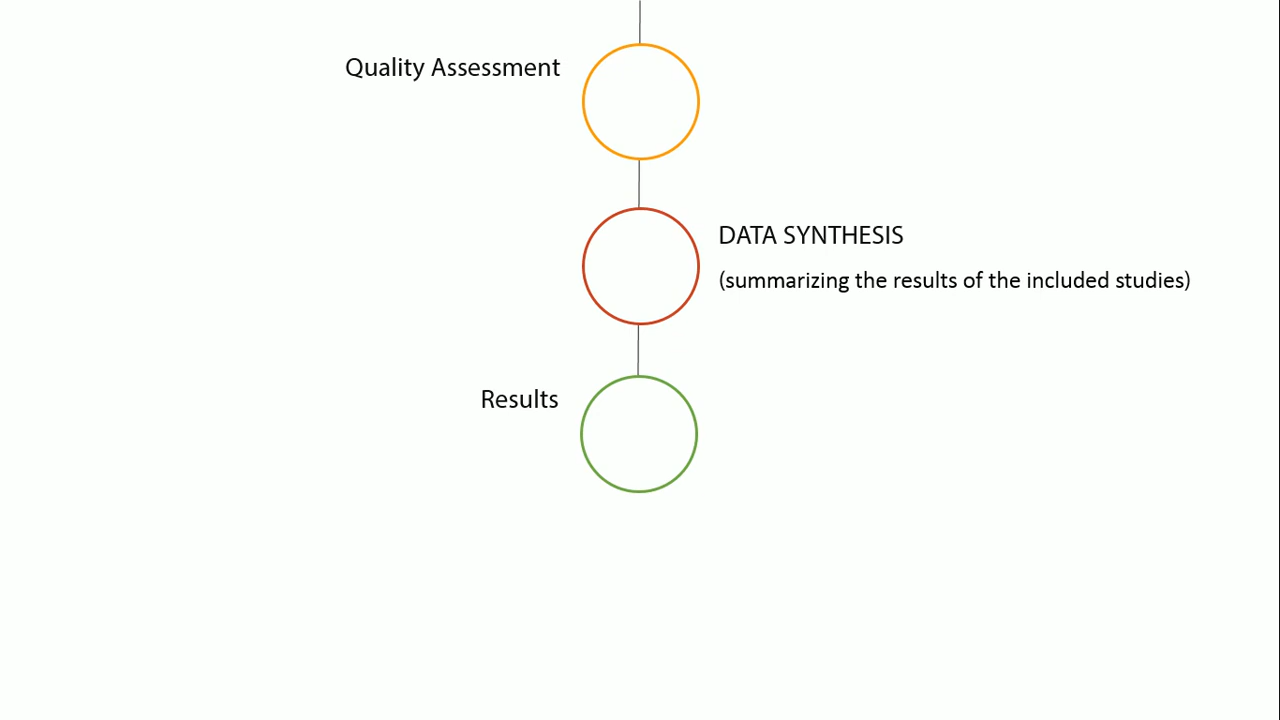 Quality Assessment
DATA SYNTHESIS
(summarizing the results of the included studies)
Results